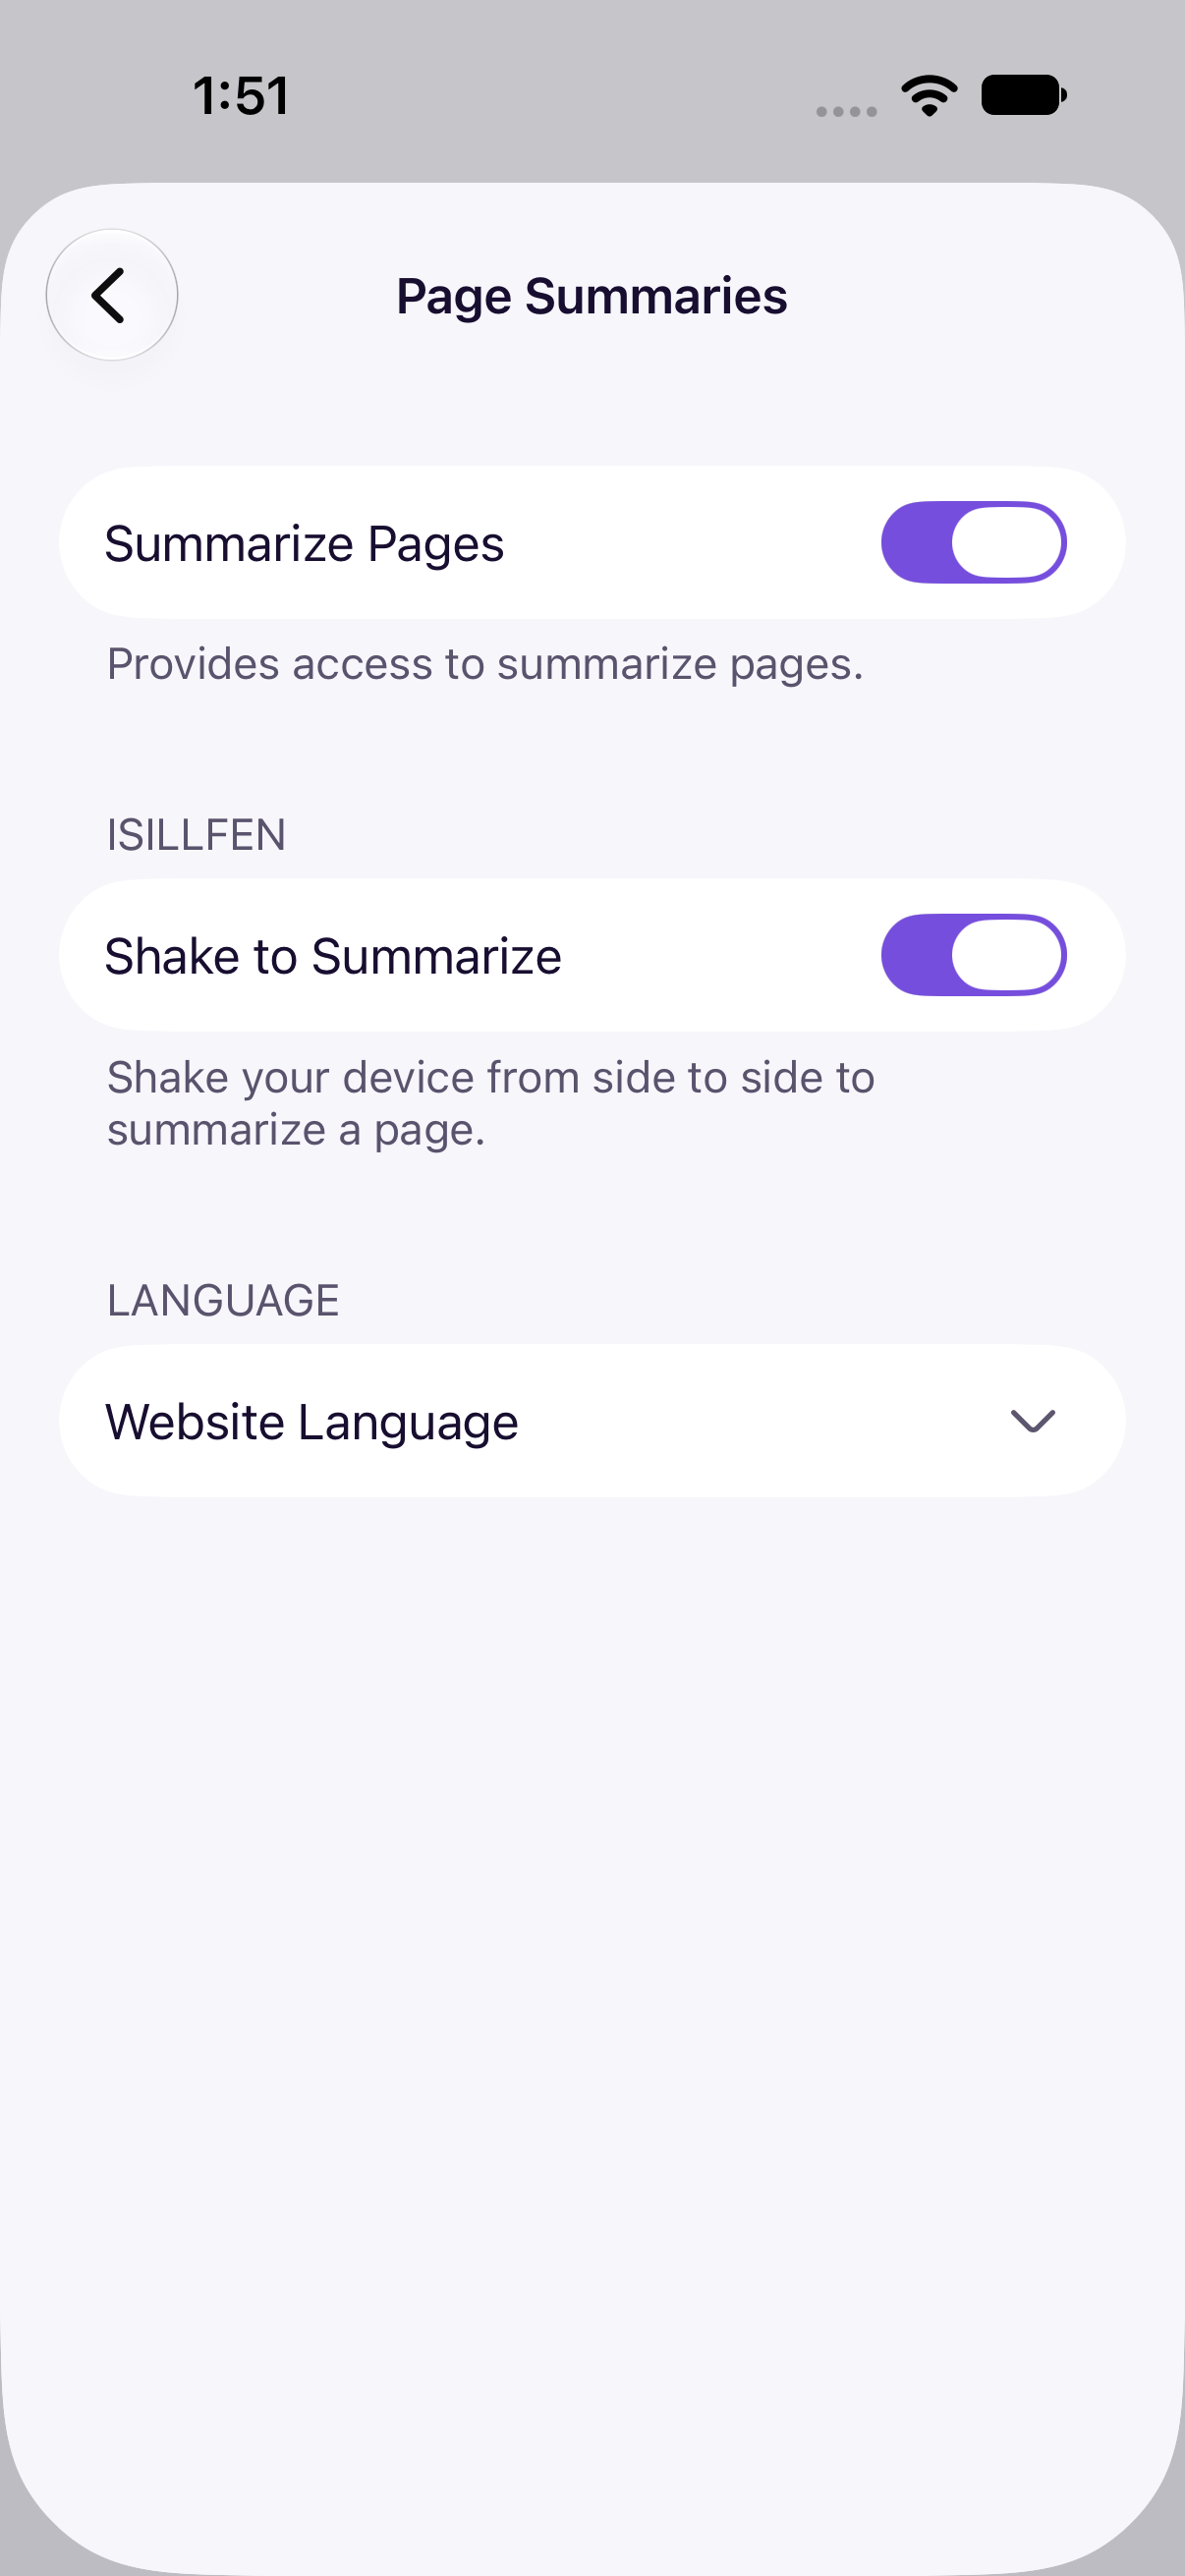 1:51
Page Summaries
Summarize Pages
Provides access to summarize pages.
ISILLFEN
Shake to Summarize
Shake your device from side to side to
summarize a page.
LANGUAGE
Website Language